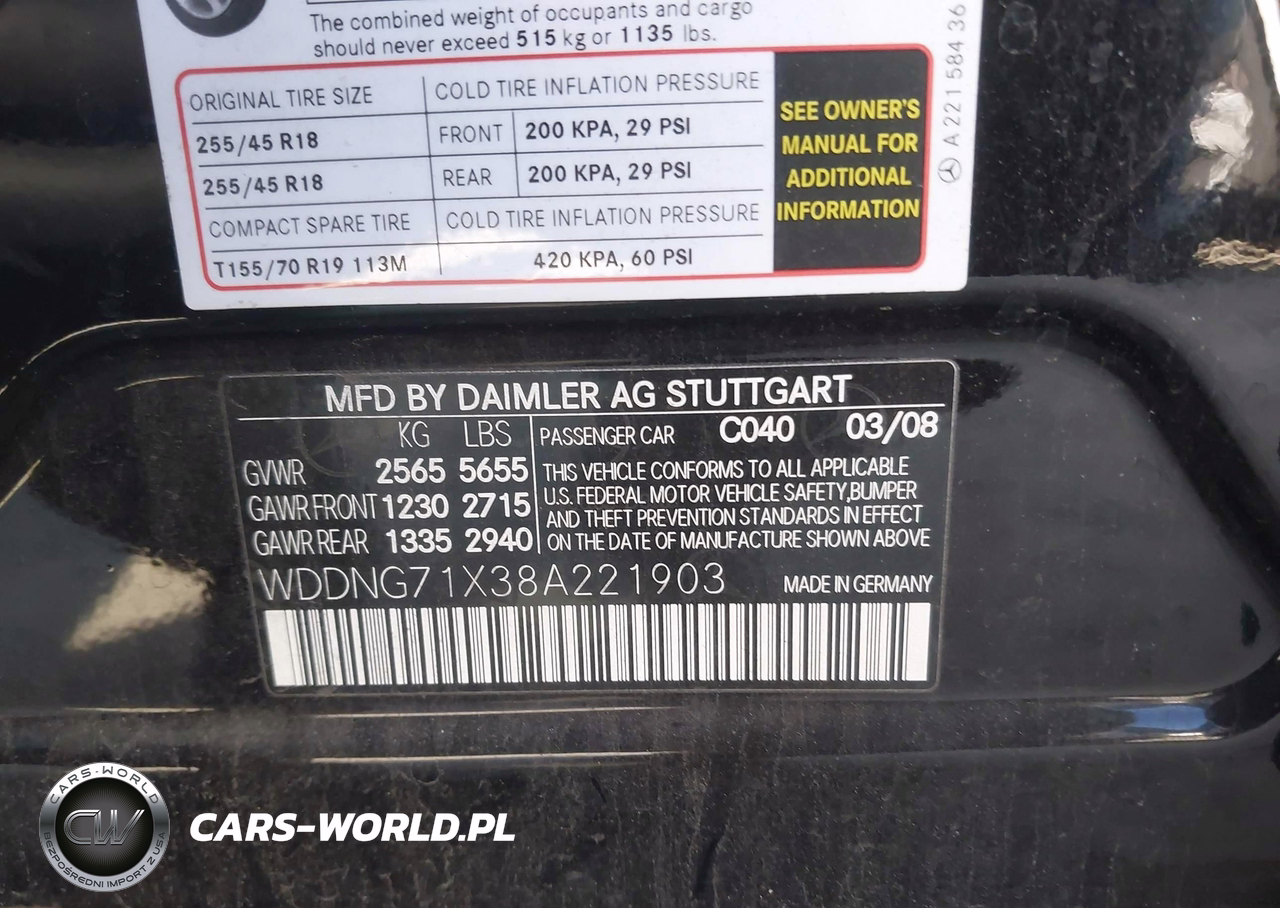 The combined weight of occupants and cargo
should never exceed 515 kg or 1135 lbs.
ORIGINAL TIRE SIZE COLD TIRE INFLATION PRESSURE
255/45 R18 FRONT 200 KPA, 29 PSI
255/45 R18 REAR 200 KPA, 29 PSI
COMPACT SPARE TIRE COLD TIRE INFLATION PRESSURE
T155/70 R19 113M 420 KPA, 60 PSI
SEE OWNER'S
MANUAL FOR
ADDITIONAL
INFORMATION
A 221 584 36
MFD BY DAIMLER AG STUTTGART
KG LBS PASSENGER CAR C040 03/08
GVWR 2565 5655
GAWR FRONT 1230 2715
GAWR REAR 1335 2940
THIS VEHICLE CONFORMS TO ALL APPLICABLE
U.S. FEDERAL MOTOR VEHICLE SAFETY,BUMPER
AND THEFT PREVENTION STANDARDS IN EFFECT
ON THE DATE OF MANUFACTURE SHOWN ABOVE
WDDNG71X38A221903 MADE IN GERMANY
CARS-WORLD
CW
BEZPOŚREDNI IMPORT Z USA
CARS-WORLD.PL